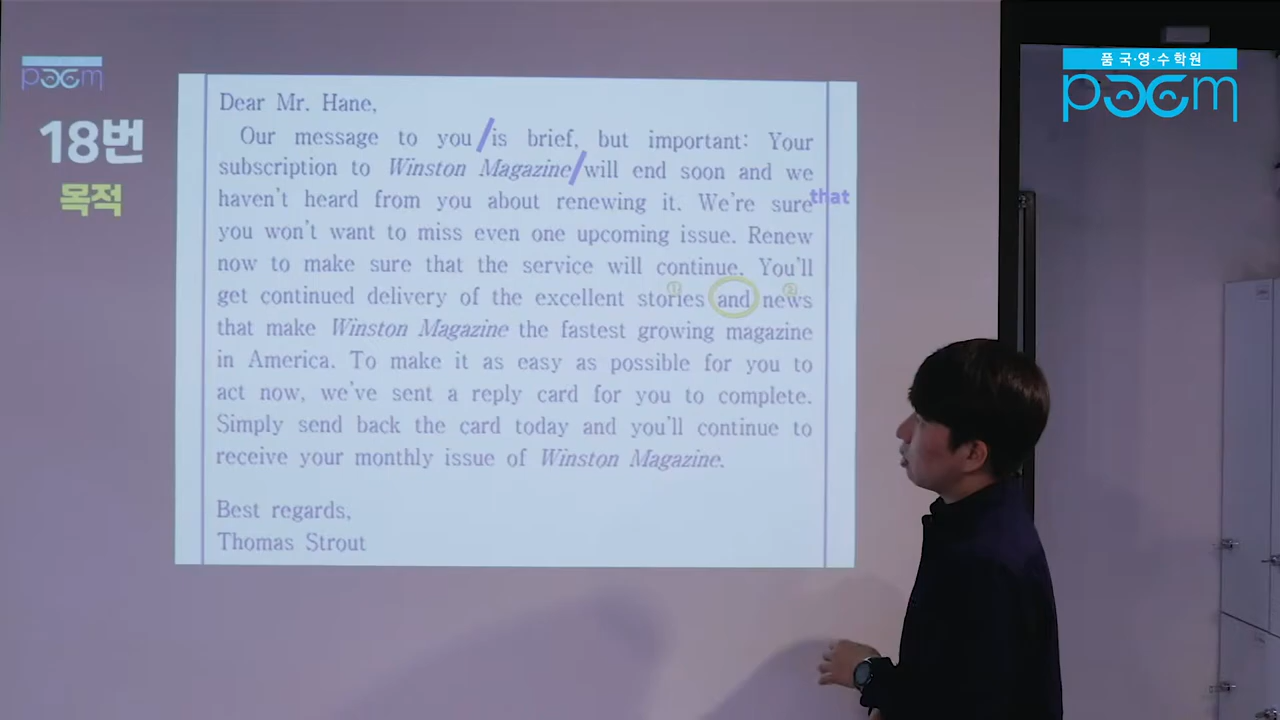 품 국·영·수 학원
poem
poem
18번
목적
Dear Mr. Hane,
Our message to you / is brief, but important: Your
subscription to Winston Magazine / will end soon and we
haven't heard from you about renewing it. We're sure that
you won't want to miss even one upcoming issue. Renew
now to make sure that the service will continue. You'll
① ②
get continued delivery of the excellent stories and news
that make Winston Magazine the fastest growing magazine
in America. To make it as easy as possible for you to
act now, we've sent a reply card for you to complete.
Simply send back the card today and you'll continue to
receive your monthly issue of Winston Magazine.
Best regards,
Thomas Strout